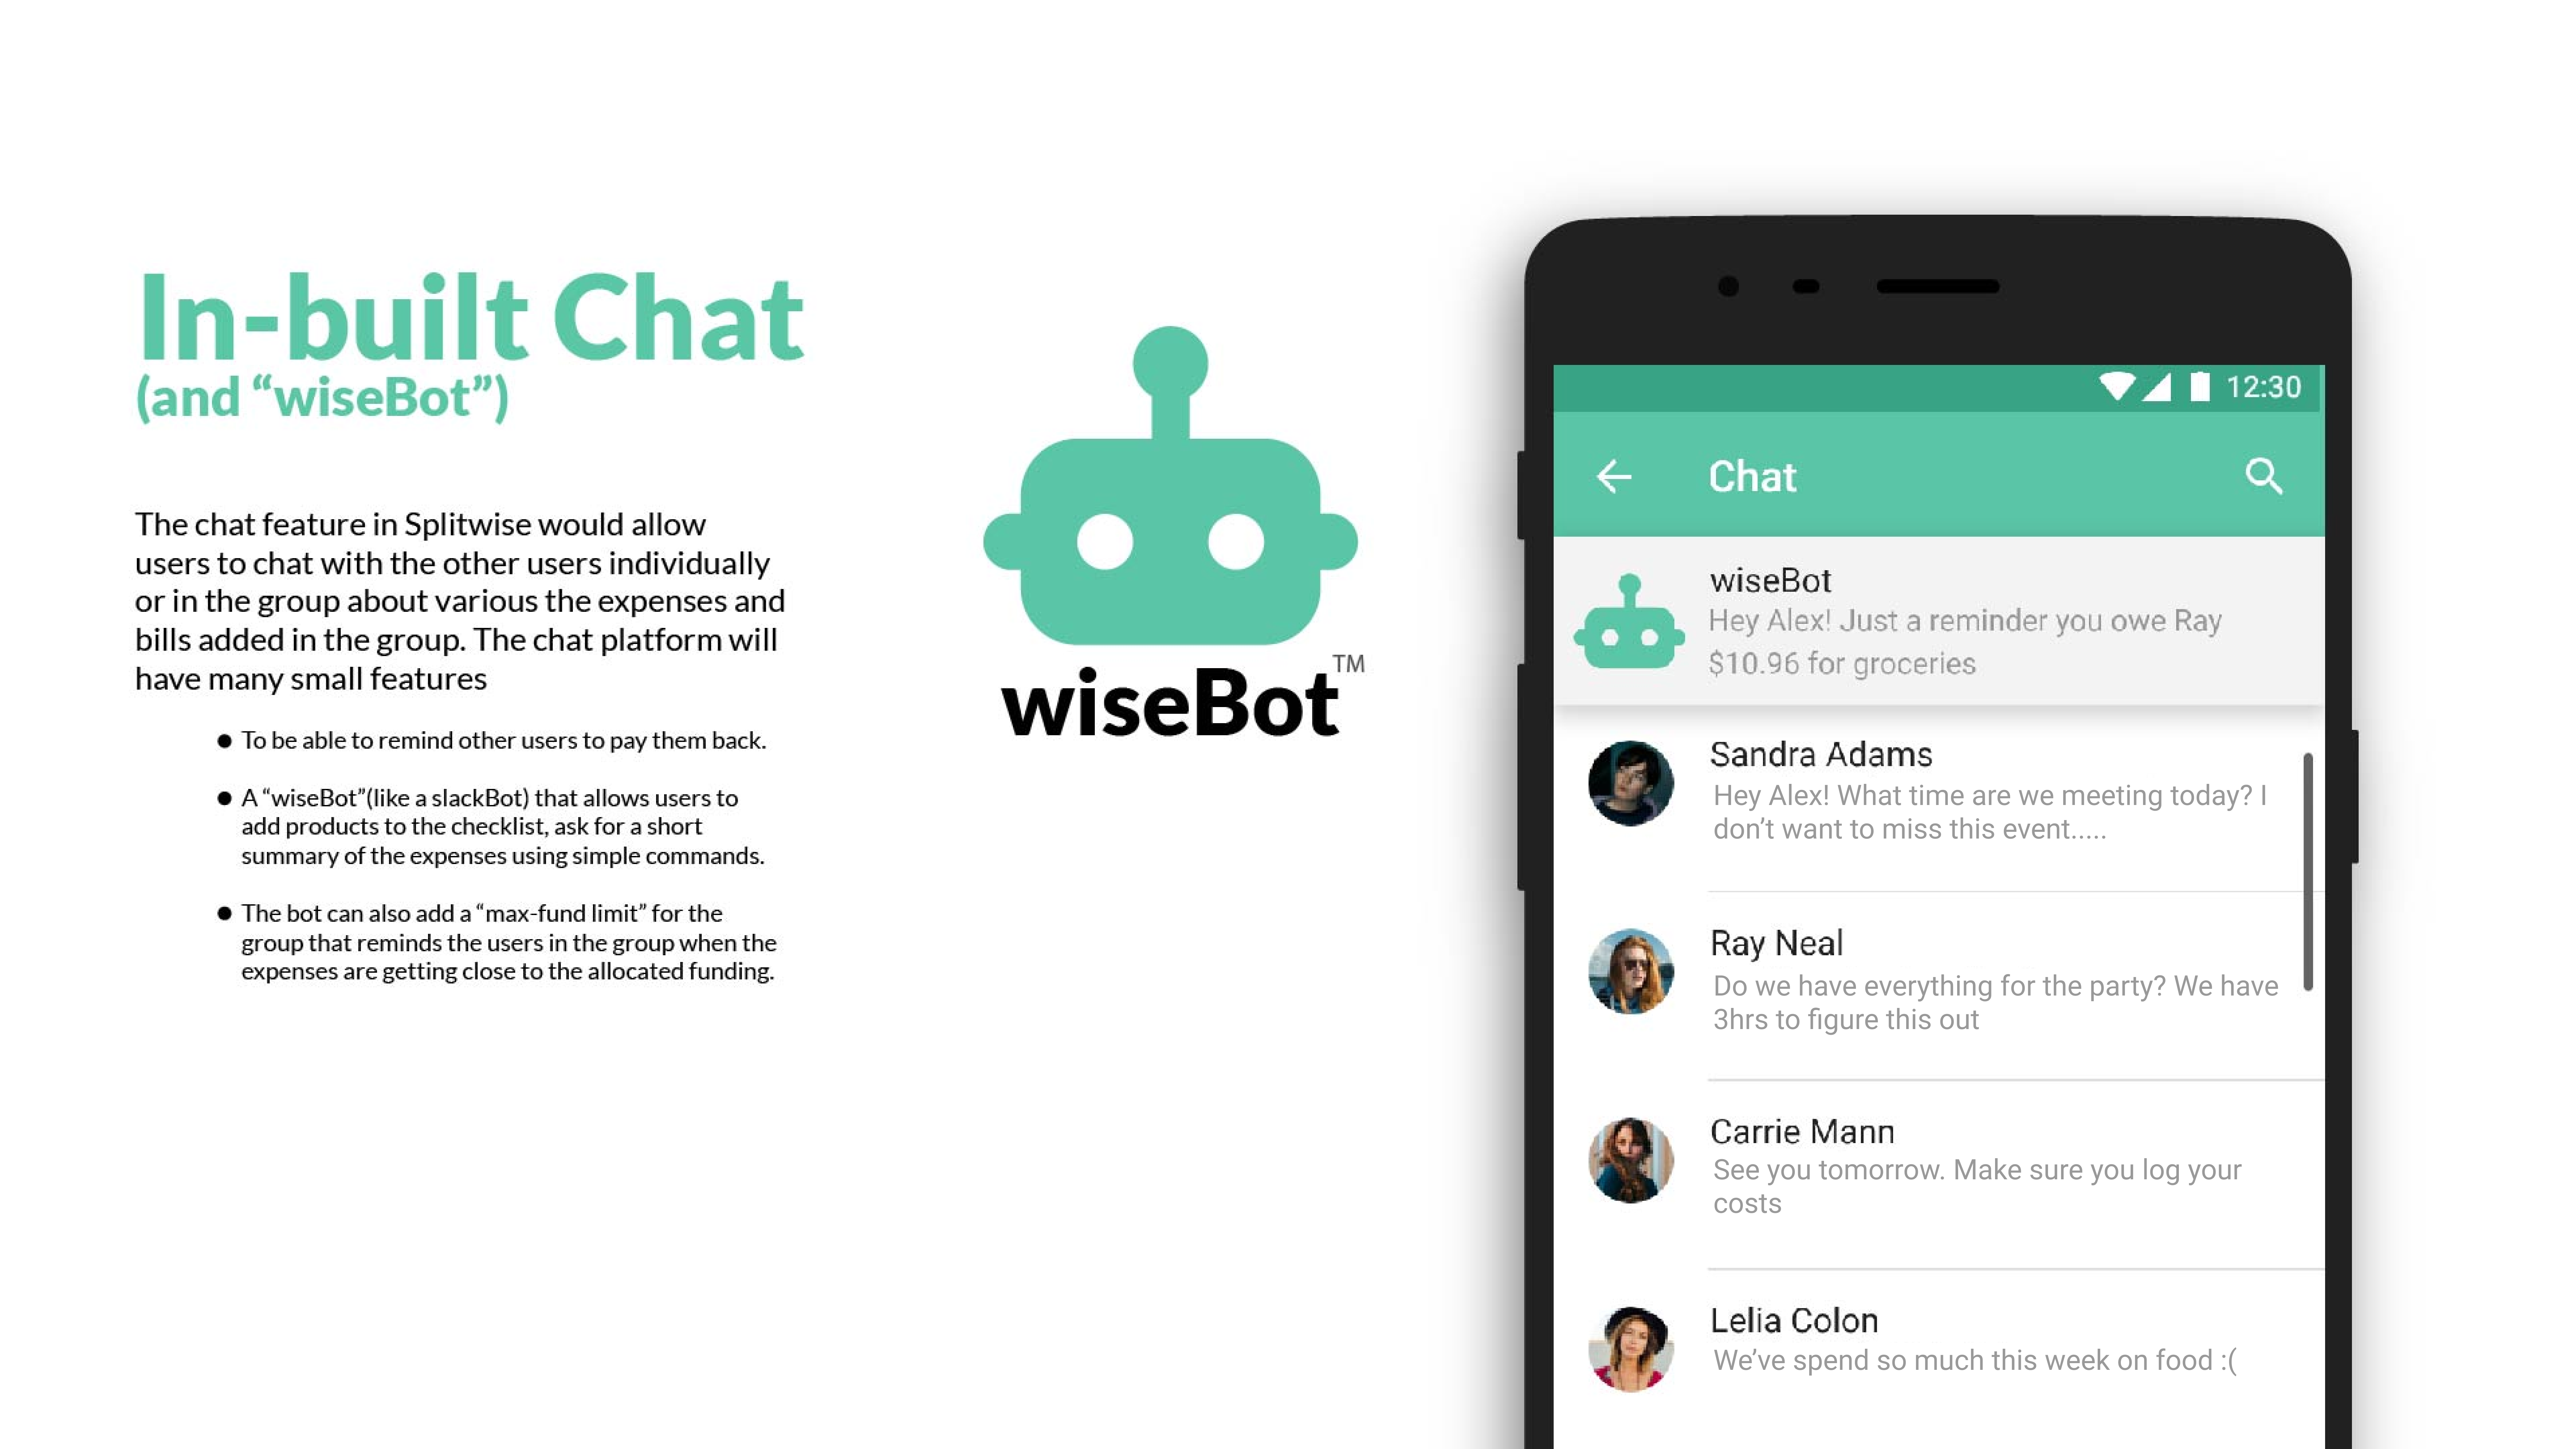 In-built Chat
(and “wiseBot”)
The chat feature in Splitwise would allow
users to chat with the other users individually
or in the group about various the expenses and
bills added in the group. The chat platform will
have many small features
● To be able to remind other users to pay them back.
● A “wiseBot”(like a slackBot) that allows users to
add products to the checklist, ask for a short
summary of the expenses using simple commands.
● The bot can also add a “max-fund limit” for the
group that reminds the users in the group when the
expenses are getting close to the allocated funding.
wiseBot™
12:30
Chat
wiseBot
Hey Alex! Just a reminder you owe Ray
$10.96 for groceries
Sandra Adams
Hey Alex! What time are we meeting today? I
don’t want to miss this event.....
Ray Neal
Do we have everything for the party? We have
3hrs to figure this out
Carrie Mann
See you tomorrow. Make sure you log your
costs
Lelia Colon
We’ve spend so much this week on food :(